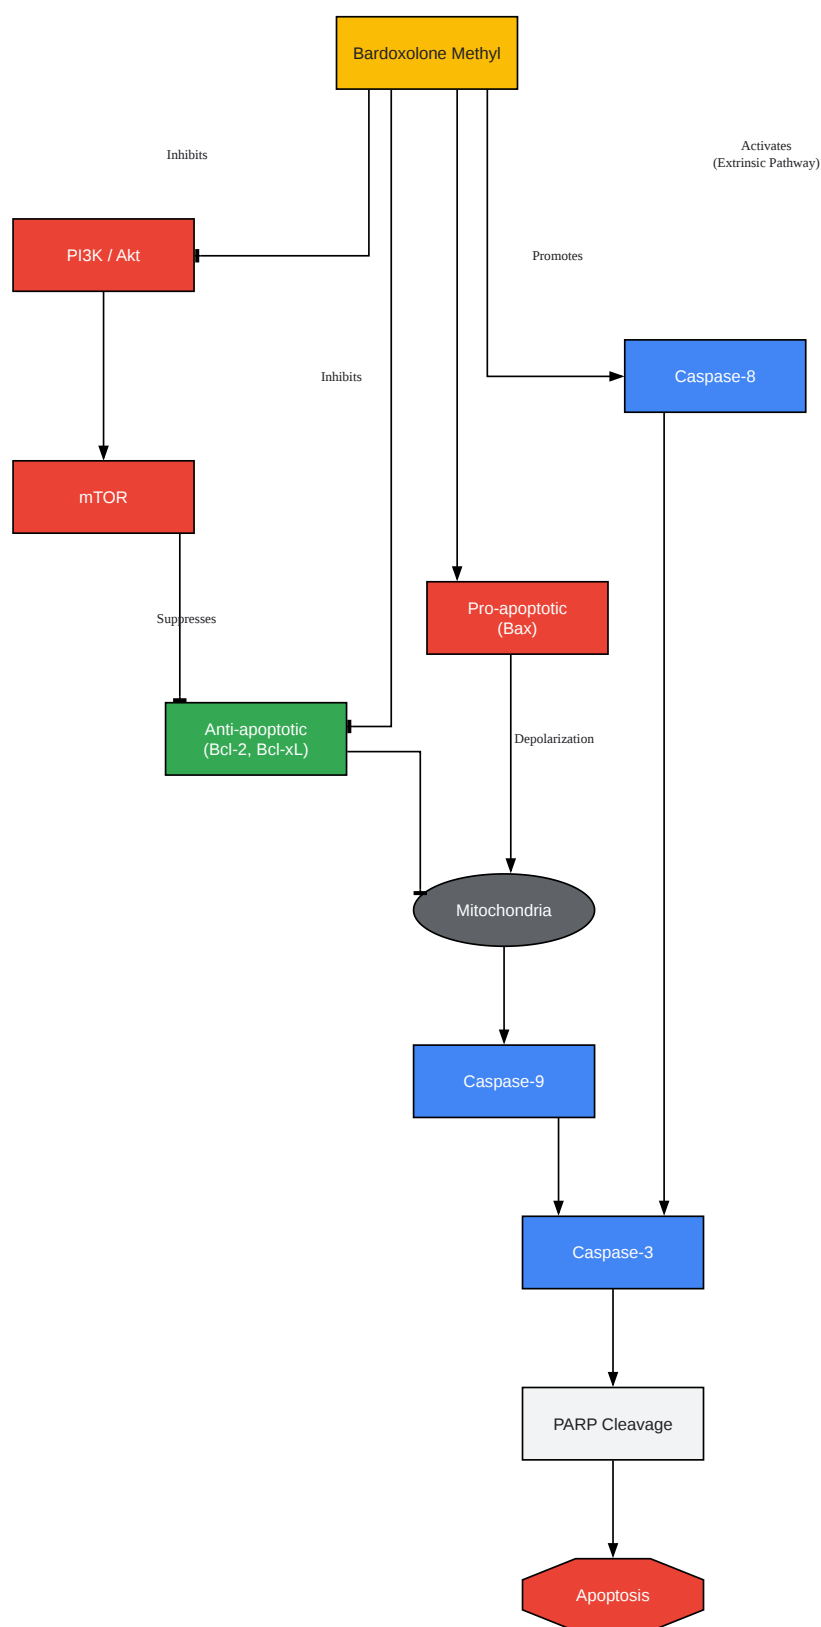 Bardoxolone Methyl
Inhibits
Activates
(Extrinsic Pathway)
PI3K / Akt
Promotes
Caspase-8
Inhibits
mTOR
Suppresses
Pro-apoptotic
(Bax)
Anti-apoptotic
(Bcl-2, Bcl-xL)
Depolarization
Mitochondria
Caspase-9
Caspase-3
PARP Cleavage
Apoptosis